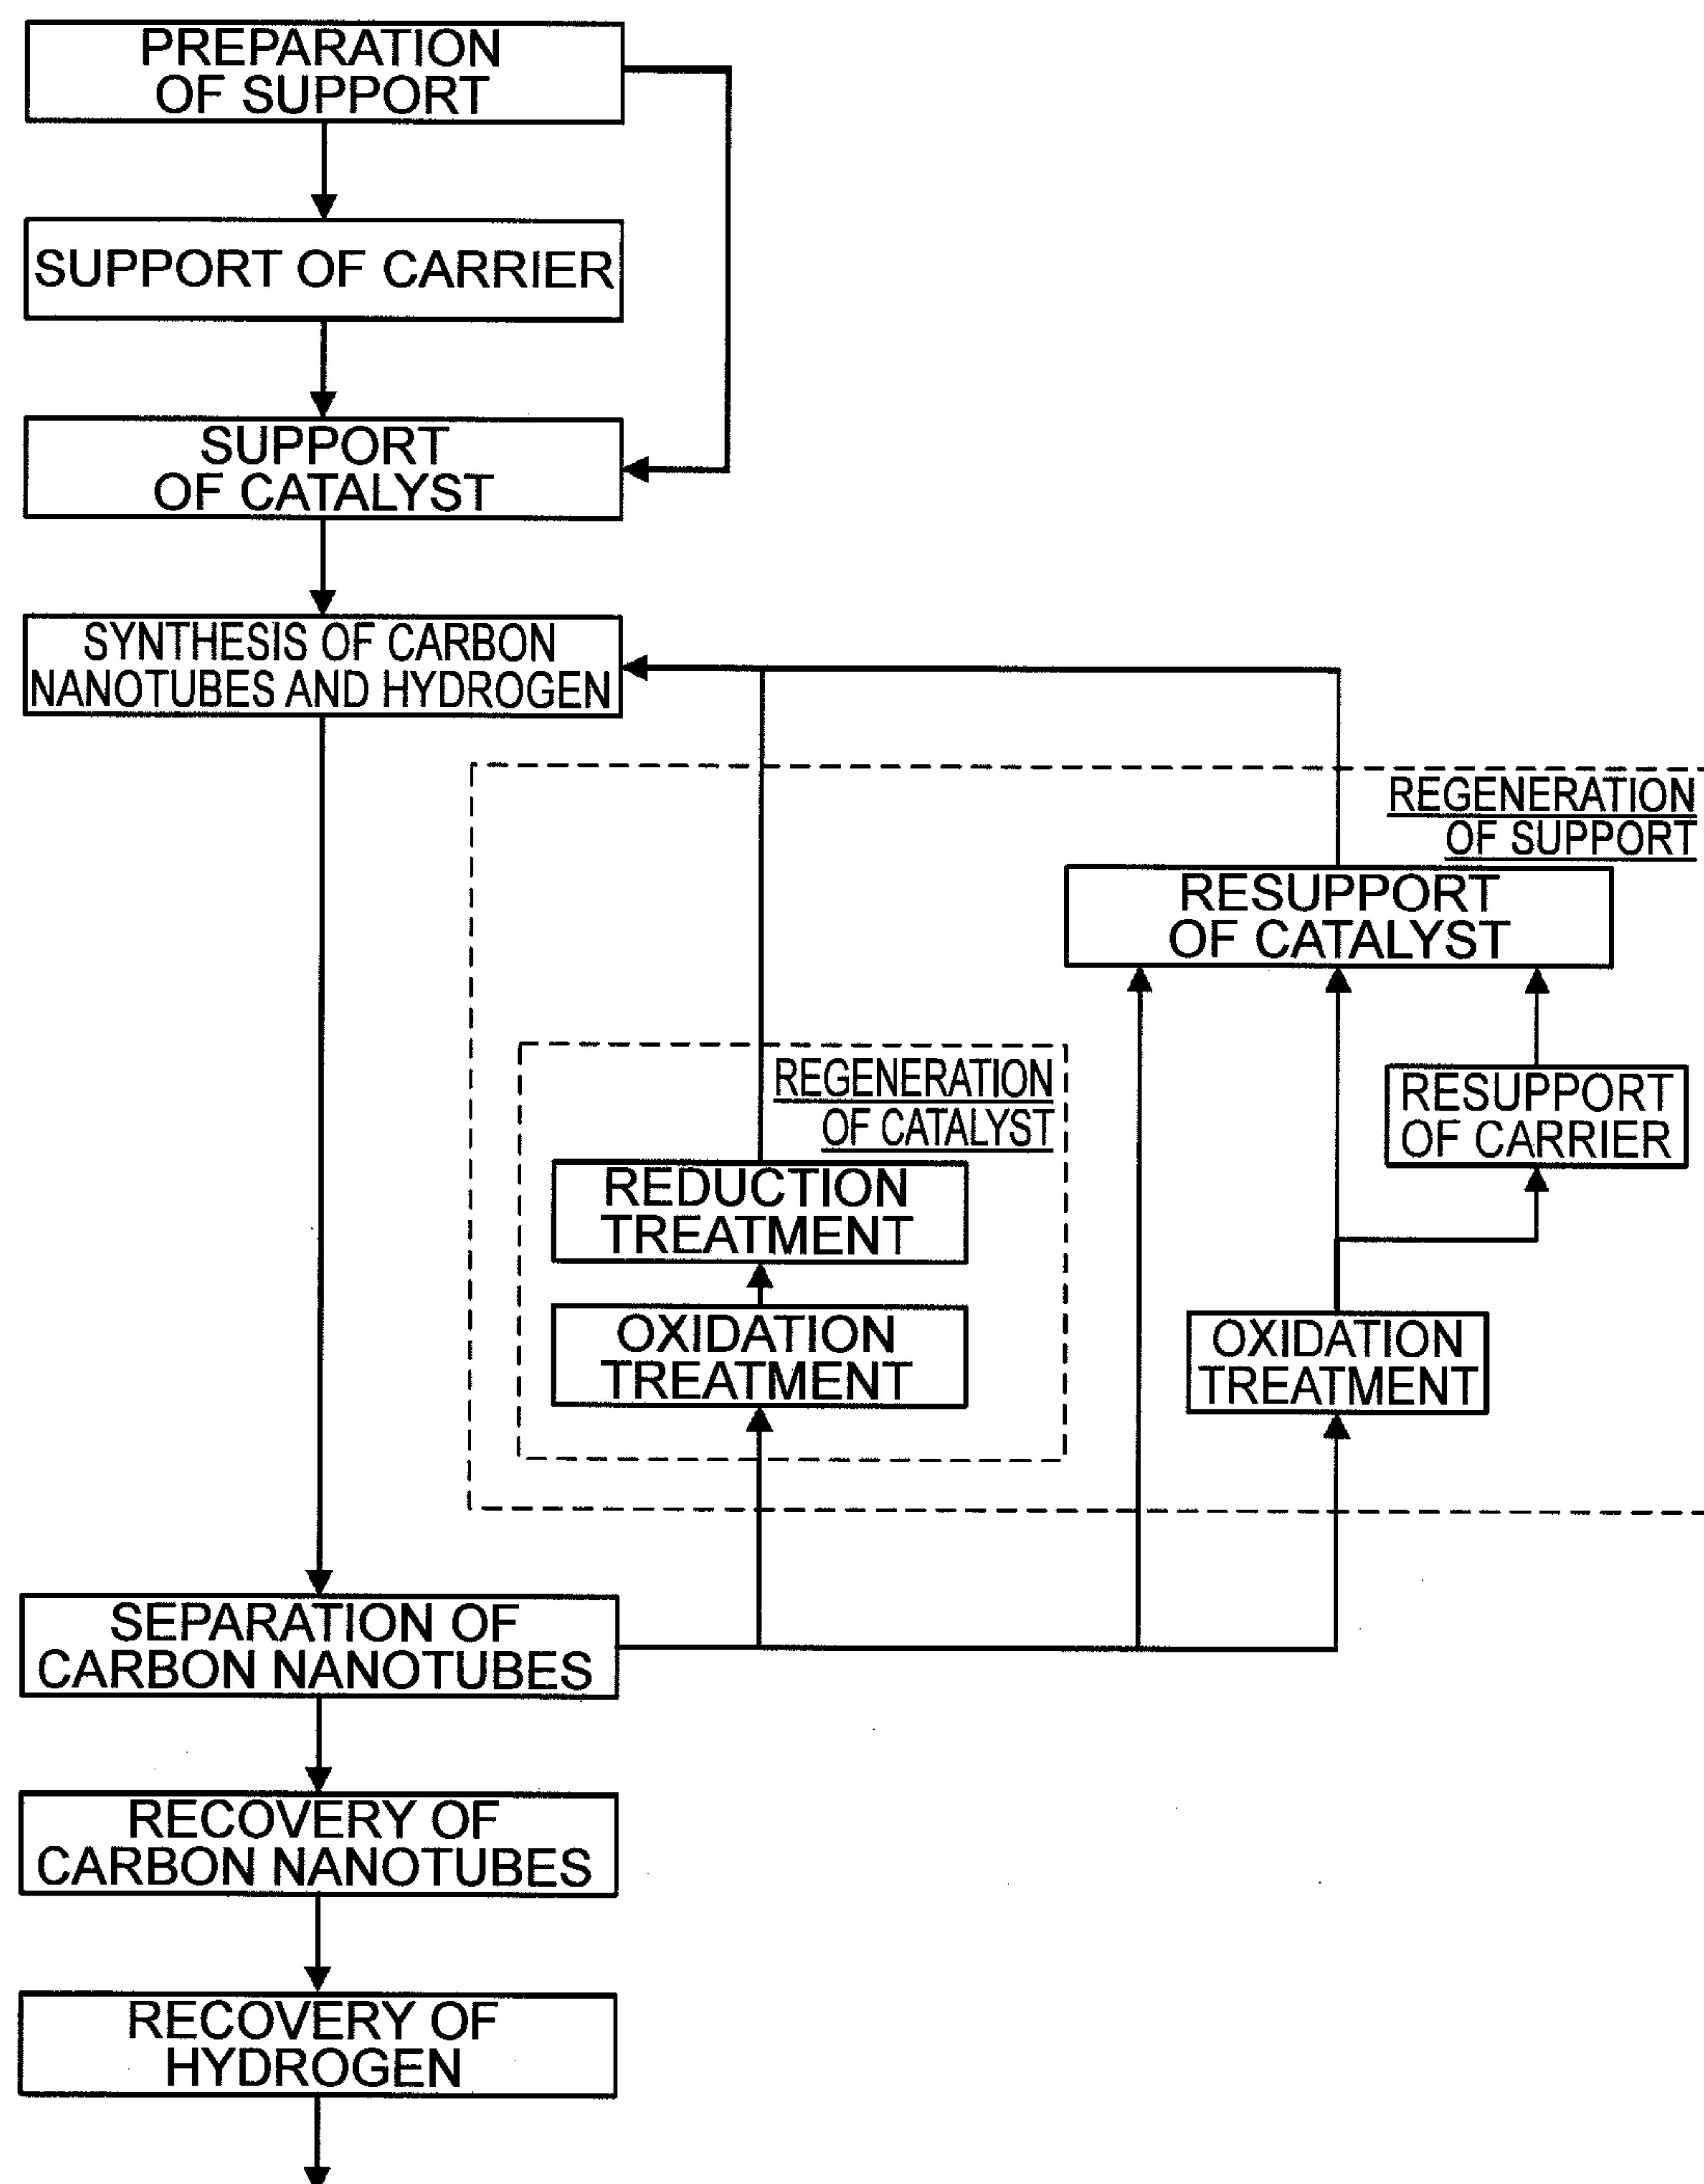 PREPARATION
OF SUPPORT
SUPPORT OF CARRIER
SUPPORT
OF CATALYST
SYNTHESIS OF CARBON
NANOTUBES AND HYDROGEN
REGENERATION
OF SUPPORT
RESUPPORT
OF CATALYST
REGENERATION
OF CATALYST
RESUPPORT
OF CARRIER
REDUCTION
TREATMENT
OXIDATION
TREATMENT
OXIDATION
TREATMENT
SEPARATION OF
CARBON NANOTUBES
RECOVERY OF
CARBON NANOTUBES
RECOVERY OF
HYDROGEN